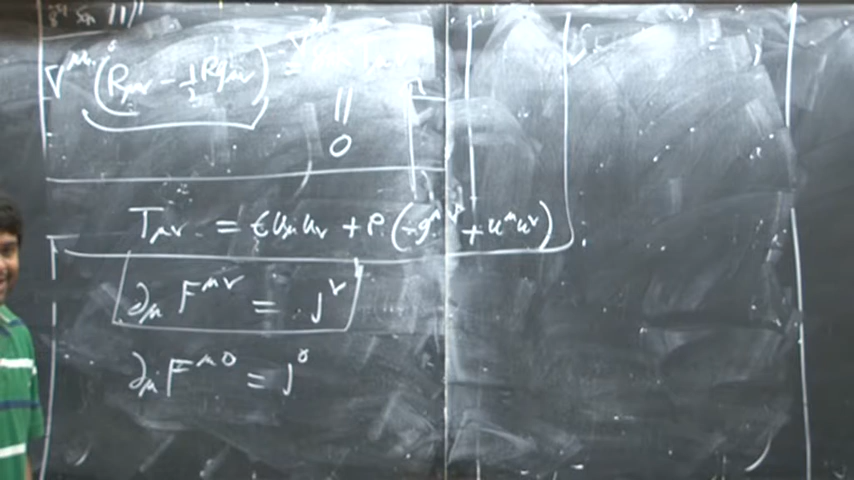 ∇^μ (R_μν - 1/2 R g_μν) =
||
0
T_μν = ε u_μ u_ν + P (-g^μν + u^μ u^ν)
∂_μ F^μν = j^ν
∂_μ F^μ0 = j^0